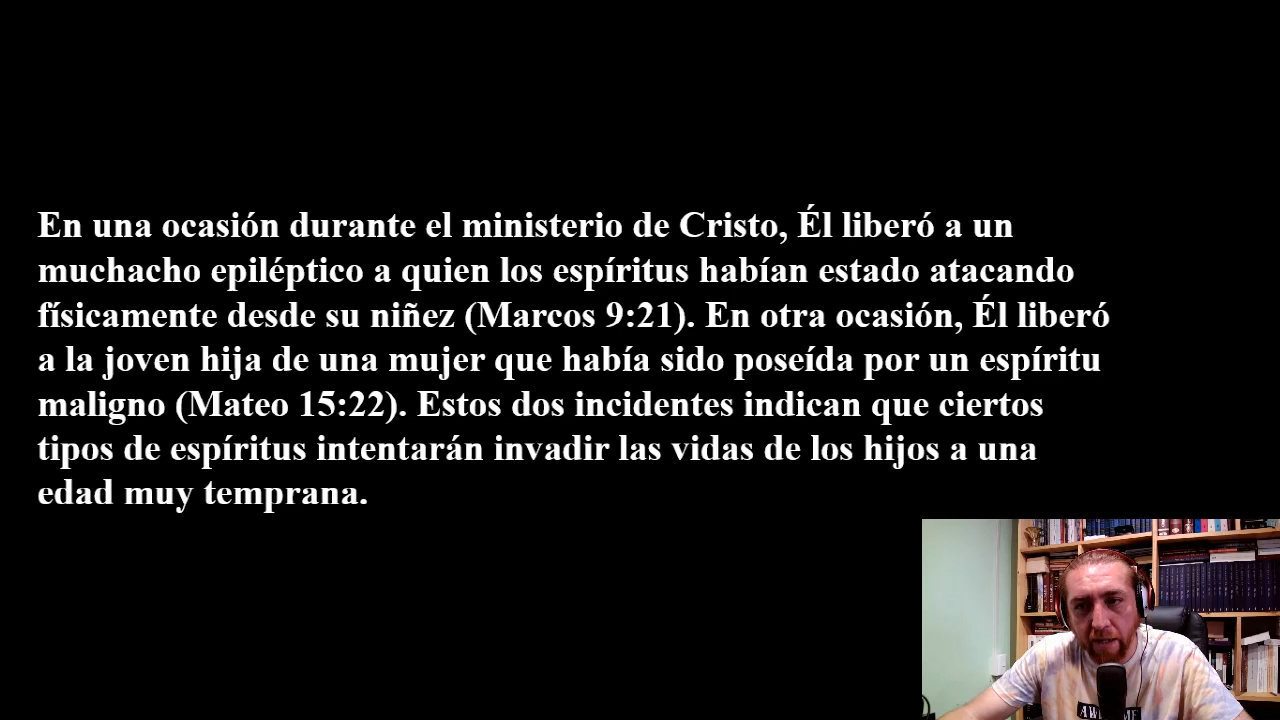 En una ocasión durante el ministerio de Cristo, Él liberó a un
muchacho epiléptico a quien los espíritus habían estado atacando
físicamente desde su niñez (Marcos 9:21). En otra ocasión, Él liberó
a la joven hija de una mujer que había sido poseída por un espíritu
maligno (Mateo 15:22). Estos dos incidentes indican que ciertos
tipos de espíritus intentarán invadir las vidas de los hijos a una
edad muy temprana.